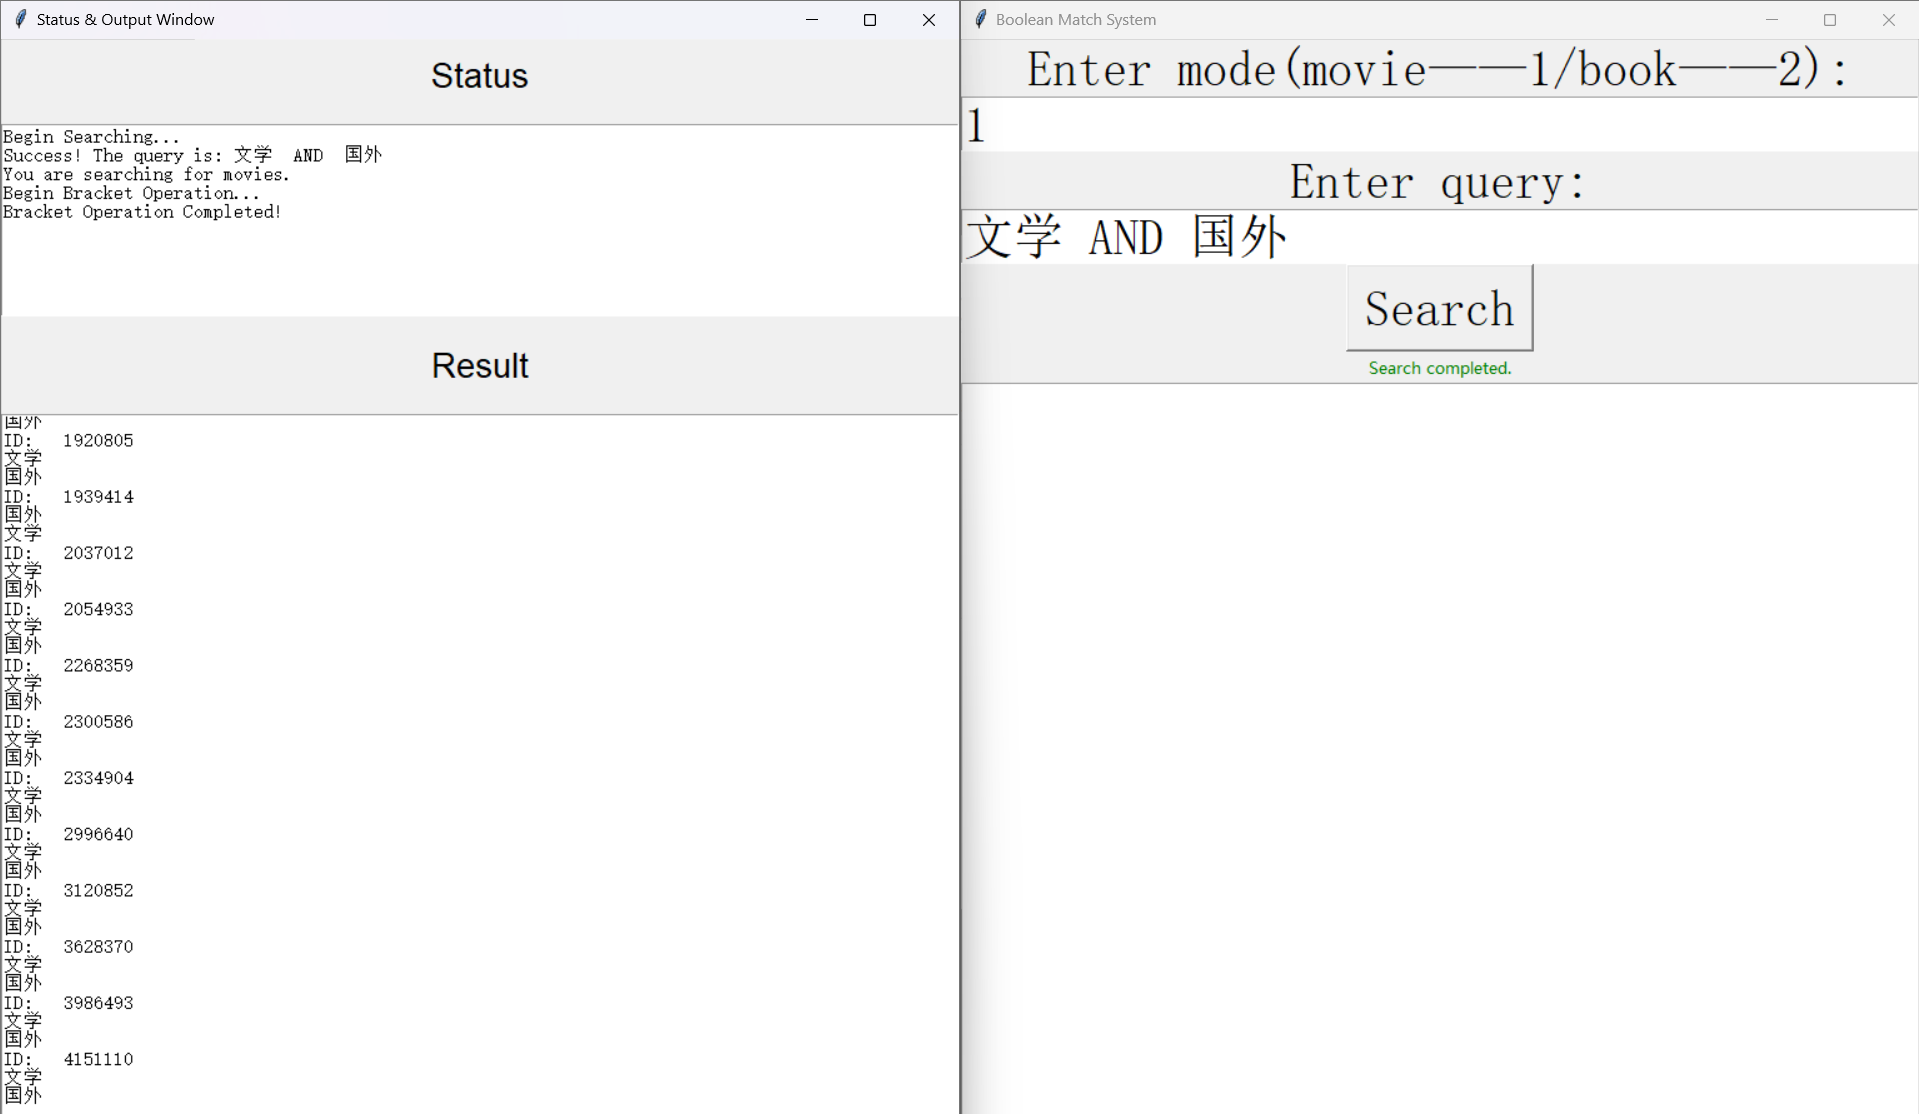 Status & Output Window
Status
Begin Searching...
Success! The query is: 文学  AND  国外
You are searching for movies.
Begin Bracket Operation...
Bracket Operation Completed!
Result
国外
ID:   1920805
文学
国外
ID:   1939414
国外
文学
ID:   2037012
文学
国外
ID:   2054933
文学
国外
ID:   2268359
文学
国外
ID:   2300586
文学
国外
ID:   2334904
文学
国外
ID:   2996640
文学
国外
ID:   3120852
文学
国外
ID:   3628370
文学
国外
ID:   3986493
文学
国外
ID:   4151110
文学
国外
Boolean Match System
Enter mode(movie——1/book——2):
1
Enter query:
文学 AND 国外
Search
Search completed.